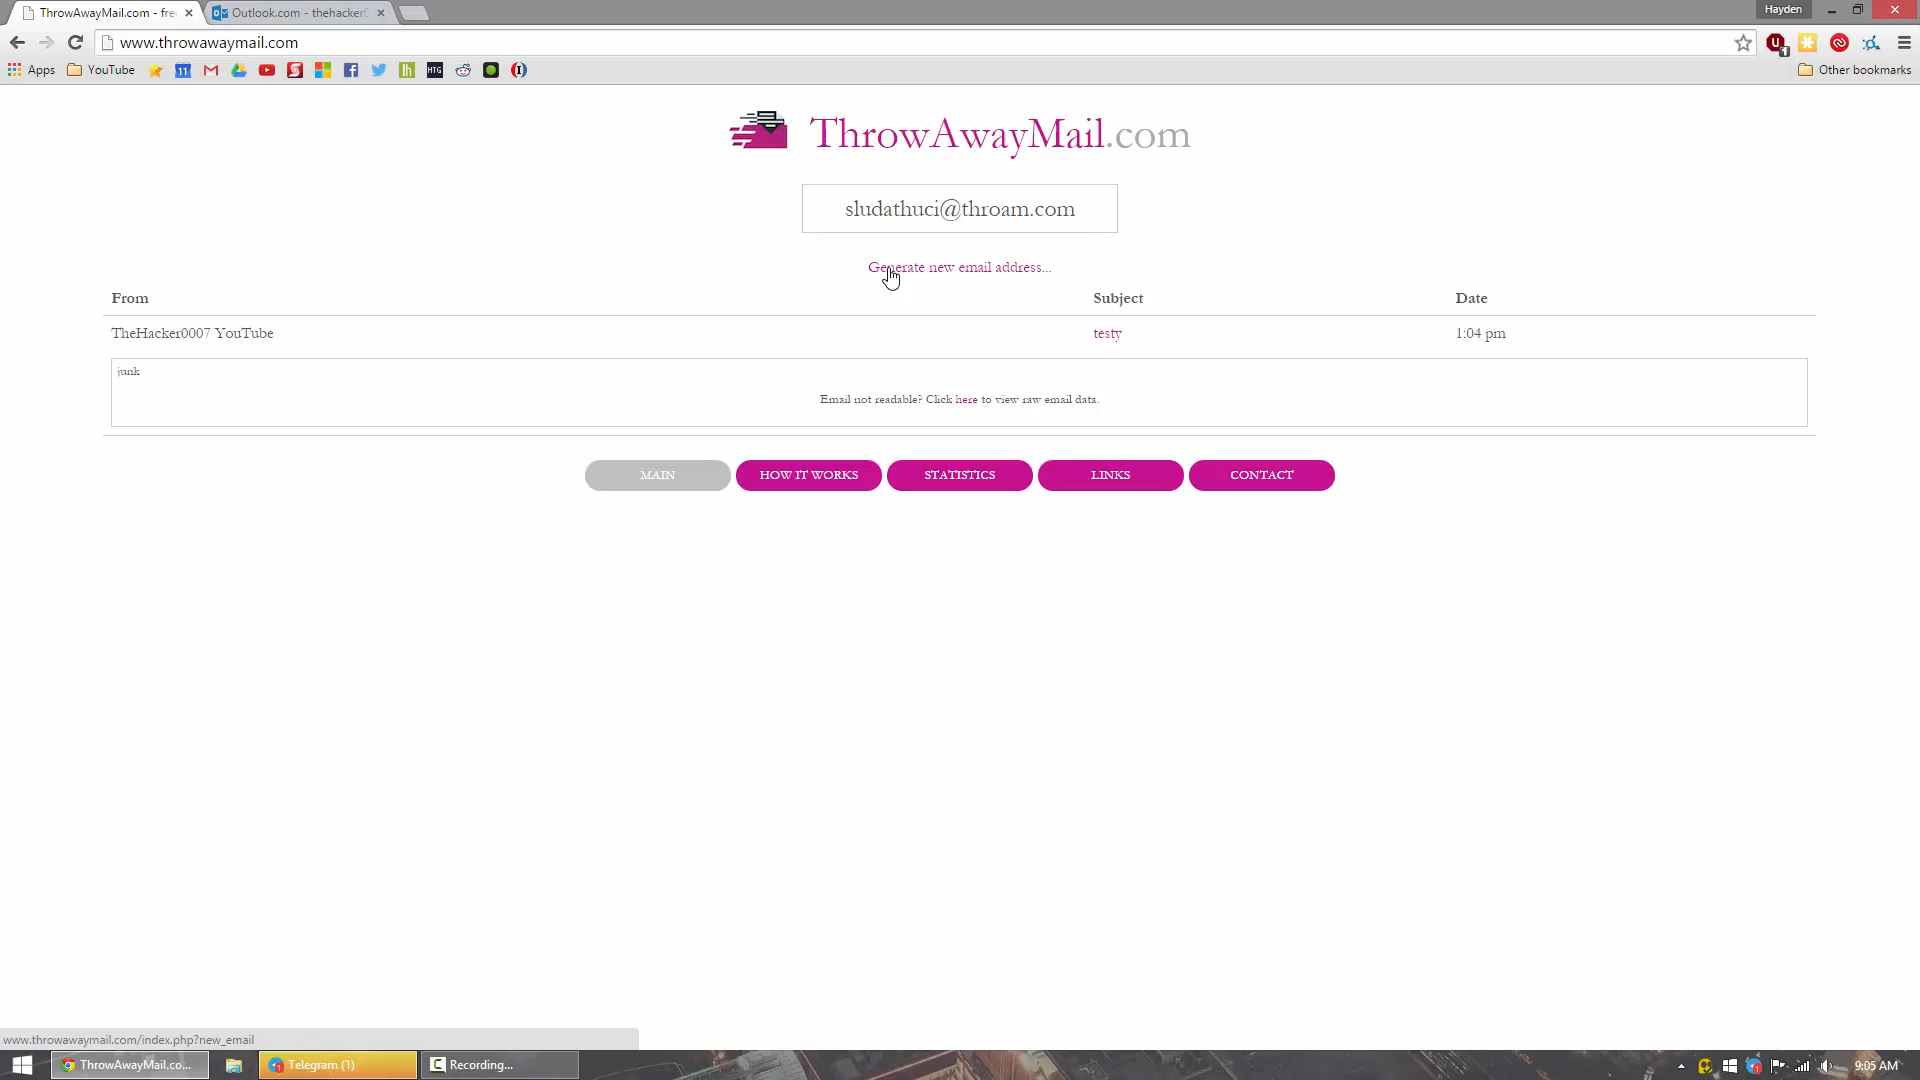 ThrowAwayMail.com - fre
Outlook.com - thehacker0
Hayden
www.throwawaymail.com
Apps
YouTube
11
h
HTG
Other bookmarks
ThrowAwayMail.com
sludathuci@throam.com
Generate new email address...
From Subject Date
TheHacker0007 YouTube testy 1:04 pm
junk
Email not readable? Click here to view raw email data.
MAIN
HOW IT WORKS
STATISTICS
LINKS
CONTACT
www.throwawaymail.com/index.php?new_email
ThrowAwayMail.co...
Telegram (1)
Recording...
9:05 AM